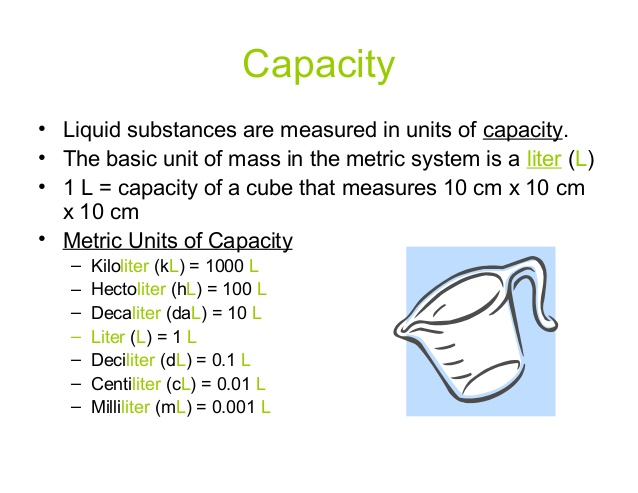 Capacity
• Liquid substances are measured in units of capacity.
• The basic unit of mass in the metric system is a liter (L)
• 1 L = capacity of a cube that measures 10 cm x 10 cm
x 10 cm
• Metric Units of Capacity
– Kiloliter (kL) = 1000 L
– Hectoliter (hL) = 100 L
– Decaliter (daL) = 10 L
– Liter (L) = 1 L
– Deciliter (dL) = 0.1 L
– Centiliter (cL) = 0.01 L
– Milliliter (mL) = 0.001 L